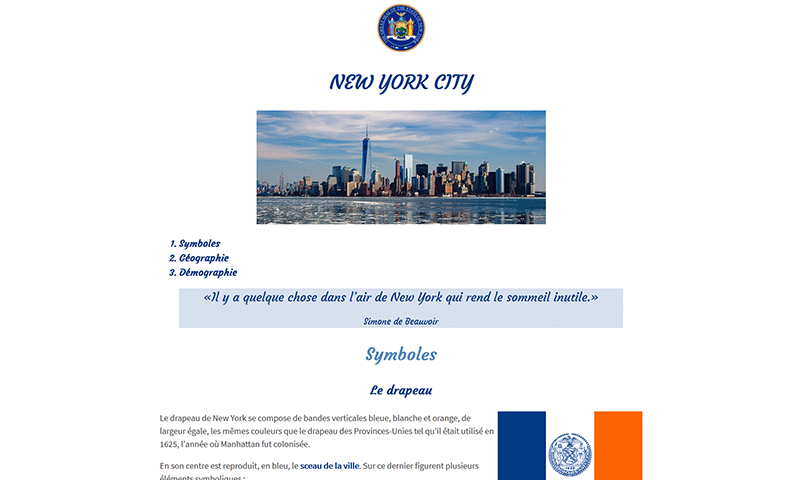 NEW YORK CITY
1. Symboles
2. Géographie
3. Démographie
«Il y a quelque chose dans l'air de New York qui rend le sommeil inutile.»
Simone de Beauvoir
Symboles
Le drapeau
Le drapeau de New York se compose de bandes verticales bleue, blanche et orange, de
largeur égale, les mêmes couleurs que le drapeau des Provinces-Unies tel qu'il était utilisé en
1625, l'année où Manhattan fut colonisée.
En son centre est reproduit, en bleu, le sceau de la ville. Sur ce dernier figurent plusieurs
éléments symboliques :